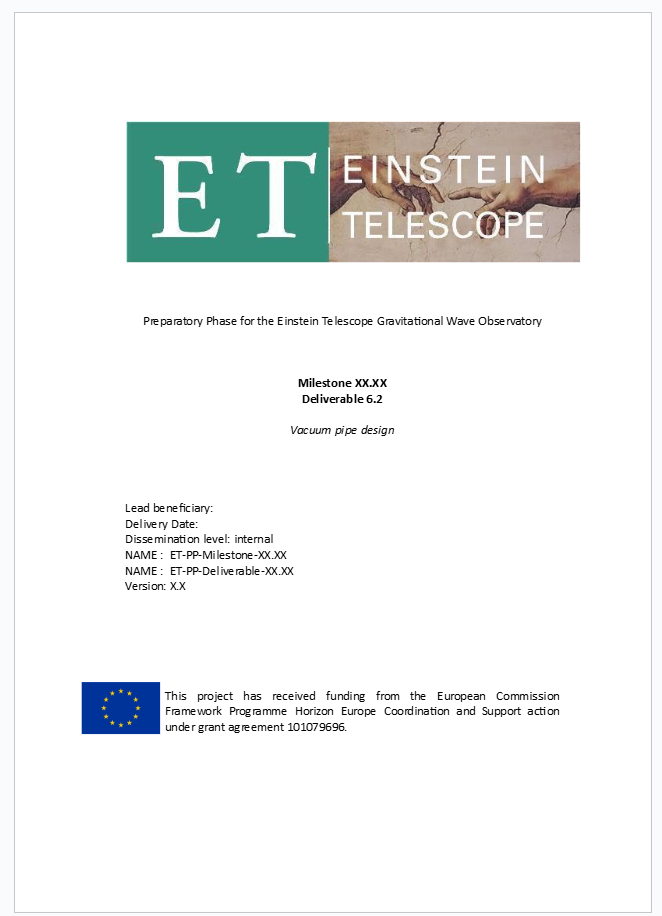 ET EINSTEIN
TELESCOPE
Preparatory Phase for the Einstein Telescope Gravitational Wave Observatory
Milestone XX.XX
Deliverable 6.2
Vacuum pipe design
Lead beneficiary:
Delivery Date:
Dissemination level: internal
NAME : ET-PP-Milestone-XX.XX
NAME : ET-PP-Deliverable-XX.XX
Version: X.X
This project has received funding from the European Commission
Framework Programme Horizon Europe Coordination and Support action
under grant agreement 101079696.